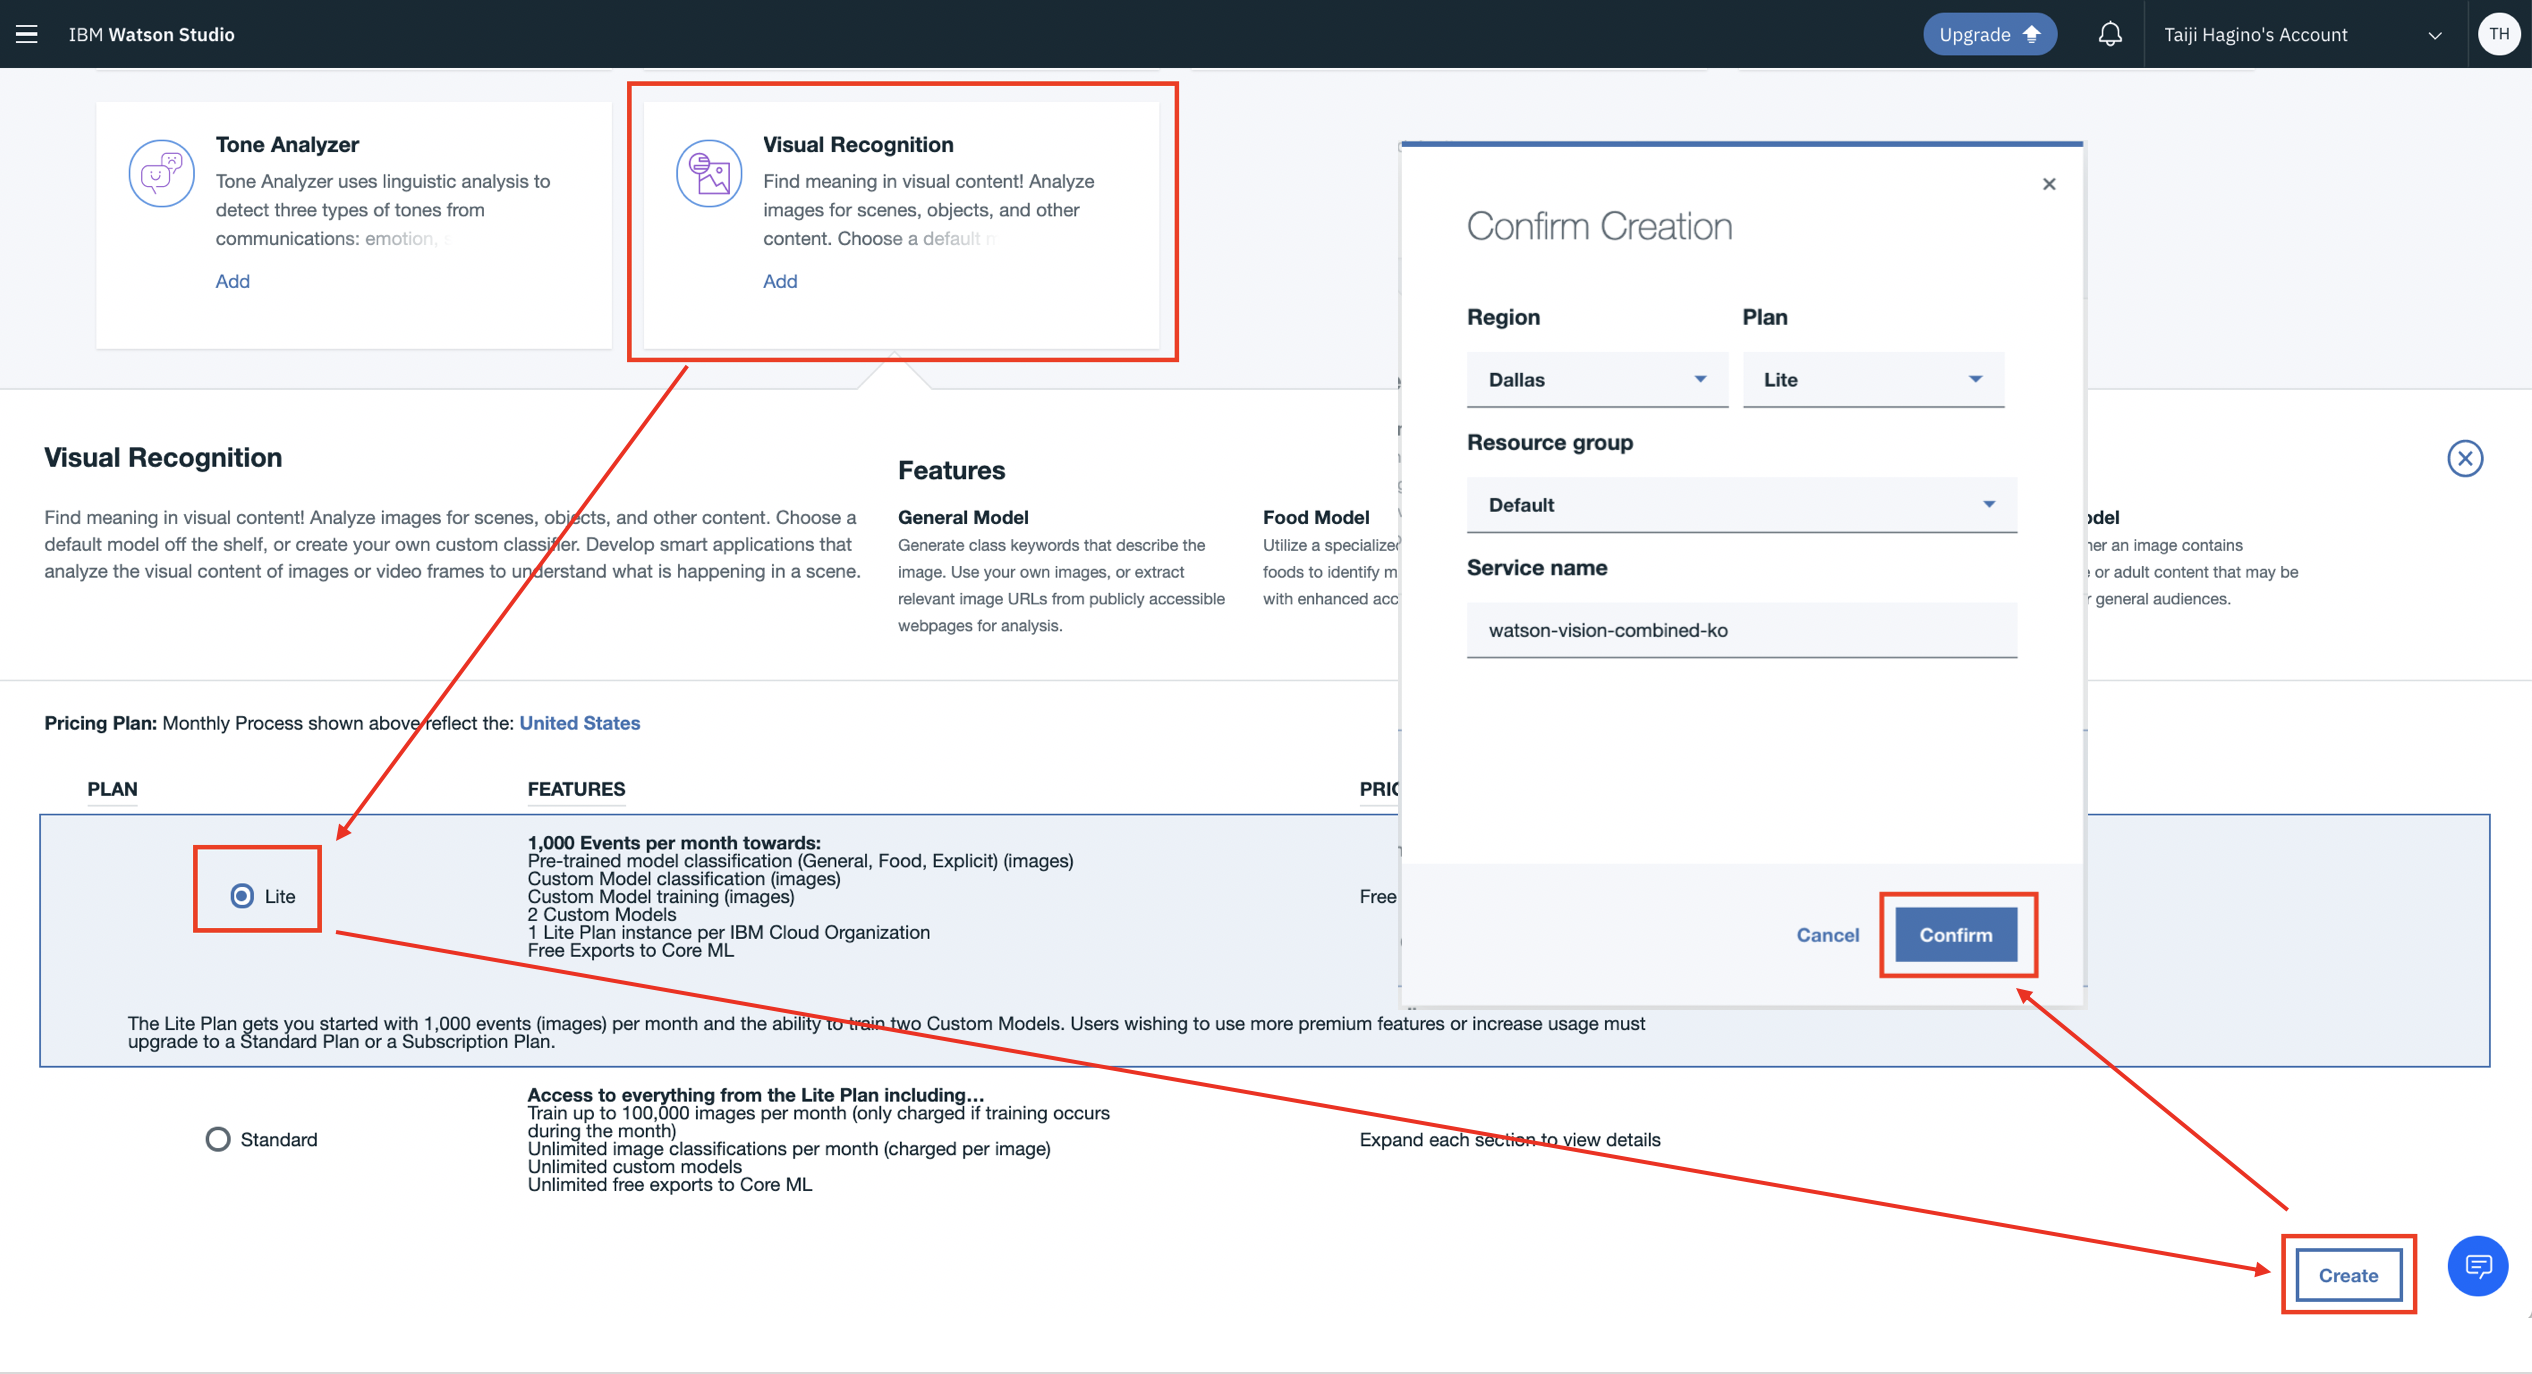 IBM Watson Studio
Upgrade
Taiji Hagino's Account
TH
Tone Analyzer
Tone Analyzer uses linguistic analysis to
detect three types of tones from
communications: emotion,
Add
Visual Recognition
Find meaning in visual content! Analyze
images for scenes, objects, and other
content. Choose a default
Add
Confirm Creation
Region
Plan
Dallas
Lite
Resource group
Default
Service name
watson-vision-combined-ko
Cancel
Confirm
Visual Recognition
Find meaning in visual content! Analyze images for scenes, objects, and other content. Choose a
default model off the shelf, or create your own custom classifier. Develop smart applications that
analyze the visual content of images or video frames to understand what is happening in a scene.
Features
General Model
Generate class keywords that describe the
image. Use your own images, or extract
relevant image URLs from publicly accessible
webpages for analysis.
Food Model
Utilize a specialized
foods to identify
with enhanced
an image contains
or adult content that may be
general audiences.
Pricing Plan: Monthly Process shown above reflect the: United States
PLAN
FEATURES
Lite
1,000 Events per month towards:
Pre-trained model classification (General, Food, Explicit) (images)
Custom Model classification (images)
Custom Model training (images)
2 Custom Models
1 Lite Plan instance per IBM Cloud Organization
Free Exports to Core ML
Free
The Lite Plan gets you started with 1,000 events (images) per month and the ability to train two Custom Models. Users wishing to use more premium features or increase usage must
upgrade to a Standard Plan or a Subscription Plan.
Standard
Access to everything from the Lite Plan including...
Train up to 100,000 images per month (only charged if training occurs
during the month)
Unlimited image classifications per month (charged per image)
Unlimited custom models
Unlimited free exports to Core ML
Expand each section to view details
Create